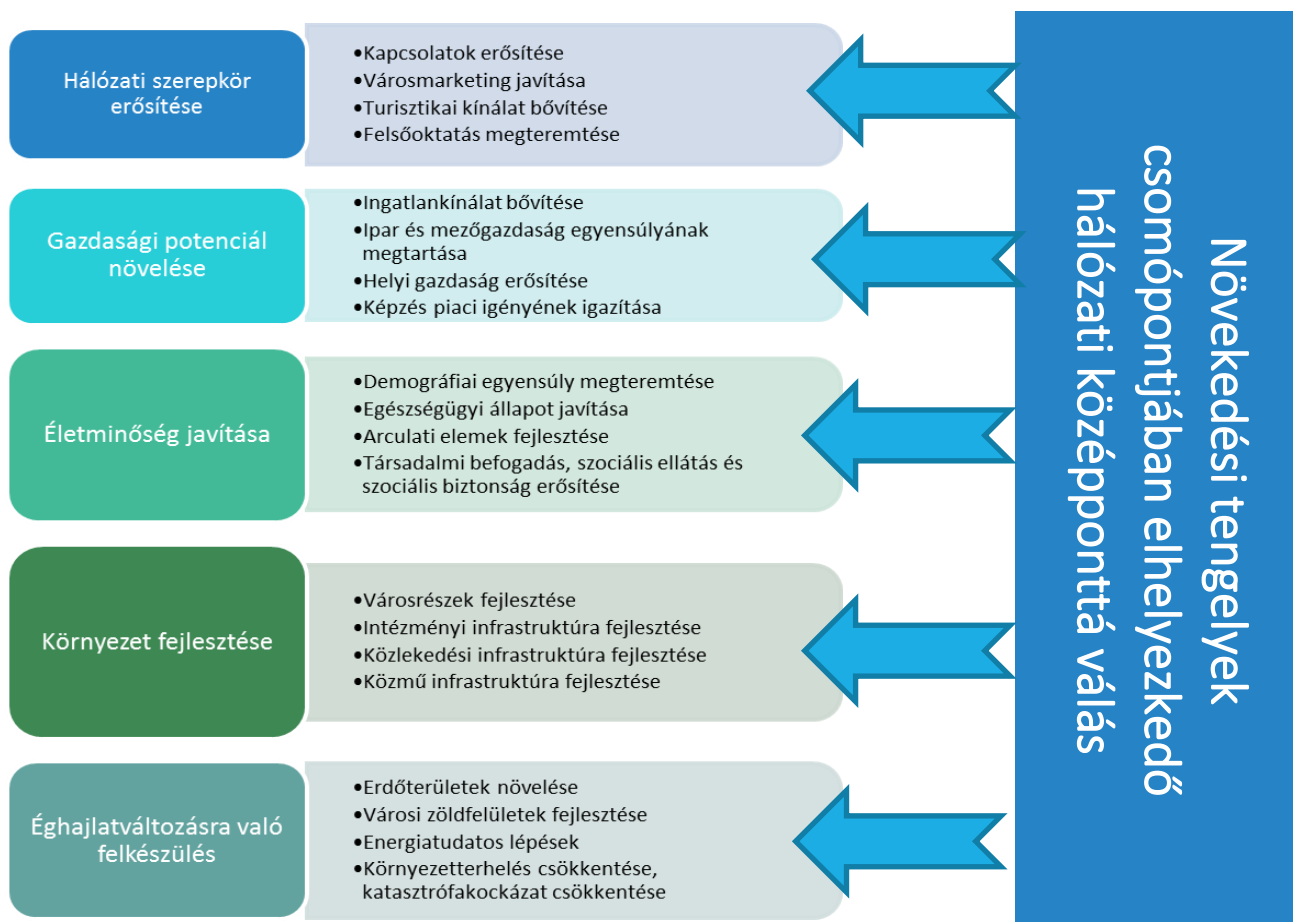 Hálózati szerepkör
erősítése
•Kapcsolatok erősítése
•Városmarketing javítása
•Turisztikai kínálat bővítése
•Felsőoktatás megteremtése
Gazdasági potenciál
növelése
•Ingatlankínálat bővítése
•Ipar és mezőgazdaság egyensúlyának
megtartása
•Helyi gazdaság erősítése
•Képzés piaci igényének igazítása
Életminőség javítása
•Demográfiai egyensúly megteremtése
•Egészségügyi állapot javítása
•Arculati elemek fejlesztése
•Társadalmi befogadás, szociális ellátás és
szociális biztonság erősítése
Környezet fejlesztése
•Városrészek fejlesztése
•Intézményi infrastruktúra fejlesztése
•Közlekedési infrastruktúra fejlesztése
•Közmű infrastruktúra fejlesztése
Éghajlatváltozásra való
felkészülés
•Erdőterületek növelése
•Városi zöldfelületek fejlesztése
•Energiatudatos lépések
•Környezetterhelés csökkentése,
katasztrófakockázat csökkentése
Növekedési tengelyek
csomópontjában elhelyezkedő
hálózati középponttá válás